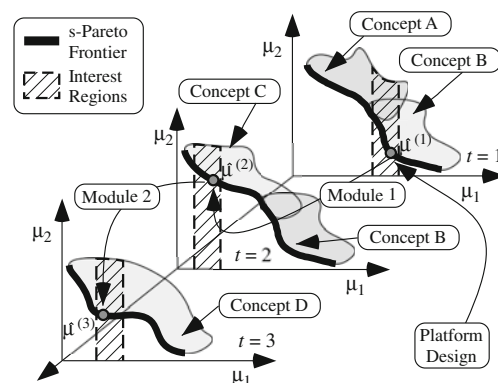 s-Pareto
Frontier
Interest
Regions
μ₂
Concept A
Concept B
μ̂⁽¹⁾
t = 1
μ₁
Concept C
μ₂
μ̂⁽²⁾
Module 2
Module 1
Concept B
t = 2
μ₁
μ₂
μ̂⁽³⁾
Concept D
t = 3
μ₁
Platform
Design